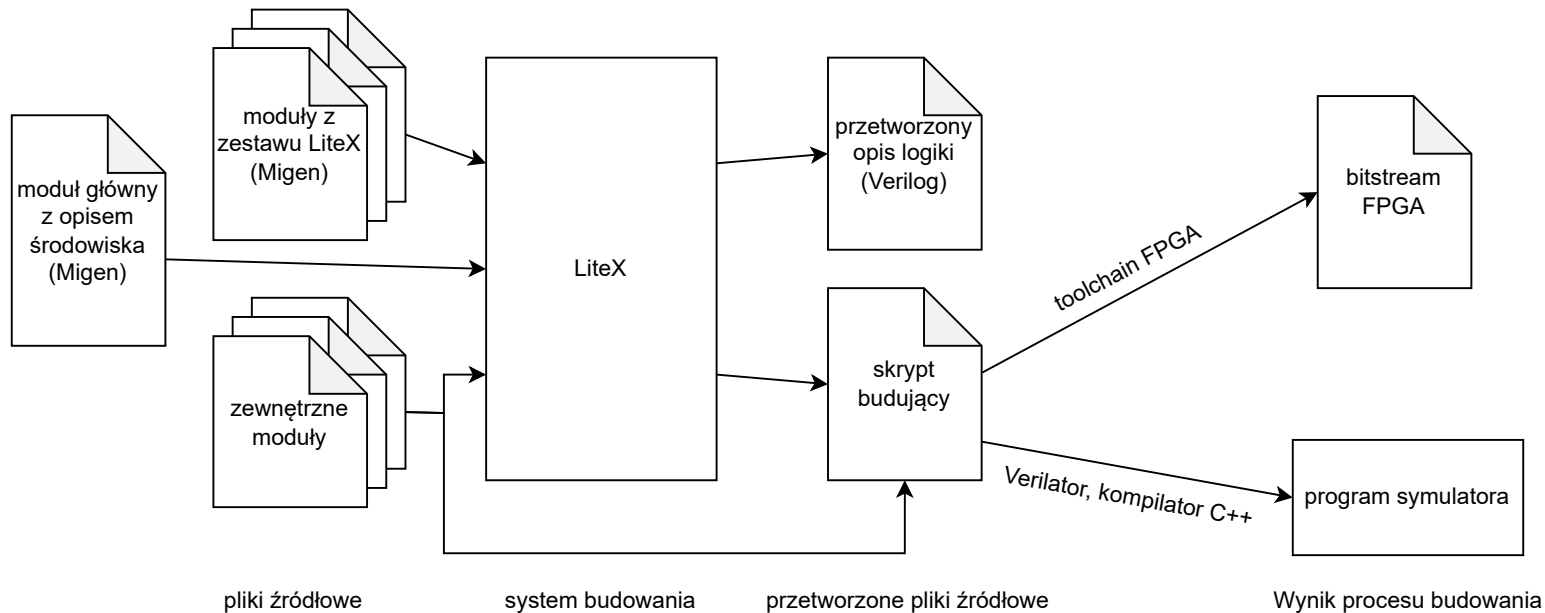 moduły z
zestawu LiteX
(Migen)
moduł główny
z opisem
środowiska
(Migen)
zewnętrzne
moduły
LiteX
przetworzony
opis logiki
(Verilog)
skrypt
budujący
toolchain FPGA
Verilator, kompilator C++
bitstream
FPGA
program symulatora
pliki źródłowe
system budowania
przetworzone pliki źródłowe
Wynik procesu budowania